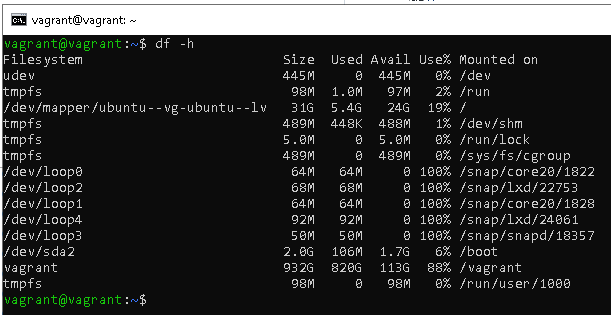 vagrant@vagrant: ~
vagrant@vagrant:~$ df -h
Filesystem                         Size  Used Avail Use% Mounted on
udev                               445M     0  445M   0% /dev
tmpfs                               98M  1.0M   97M   2% /run
/dev/mapper/ubuntu--vg-ubuntu--lv   31G  5.4G   24G  19% /
tmpfs                              489M  448K  488M   1% /dev/shm
tmpfs                              5.0M     0  5.0M   0% /run/lock
tmpfs                              489M     0  489M   0% /sys/fs/cgroup
/dev/loop0                          64M   64M     0 100% /snap/core20/1822
/dev/loop2                          68M   68M     0 100% /snap/lxd/22753
/dev/loop1                          64M   64M     0 100% /snap/core20/1828
/dev/loop4                          92M   92M     0 100% /snap/lxd/24061
/dev/loop3                          50M   50M     0 100% /snap/snapd/18357
/dev/sda2                          2.0G  106M  1.7G   6% /boot
vagrant                            932G  820G  113G  88% /vagrant
tmpfs                               98M     0   98M   0% /run/user/1000
vagrant@vagrant:~$